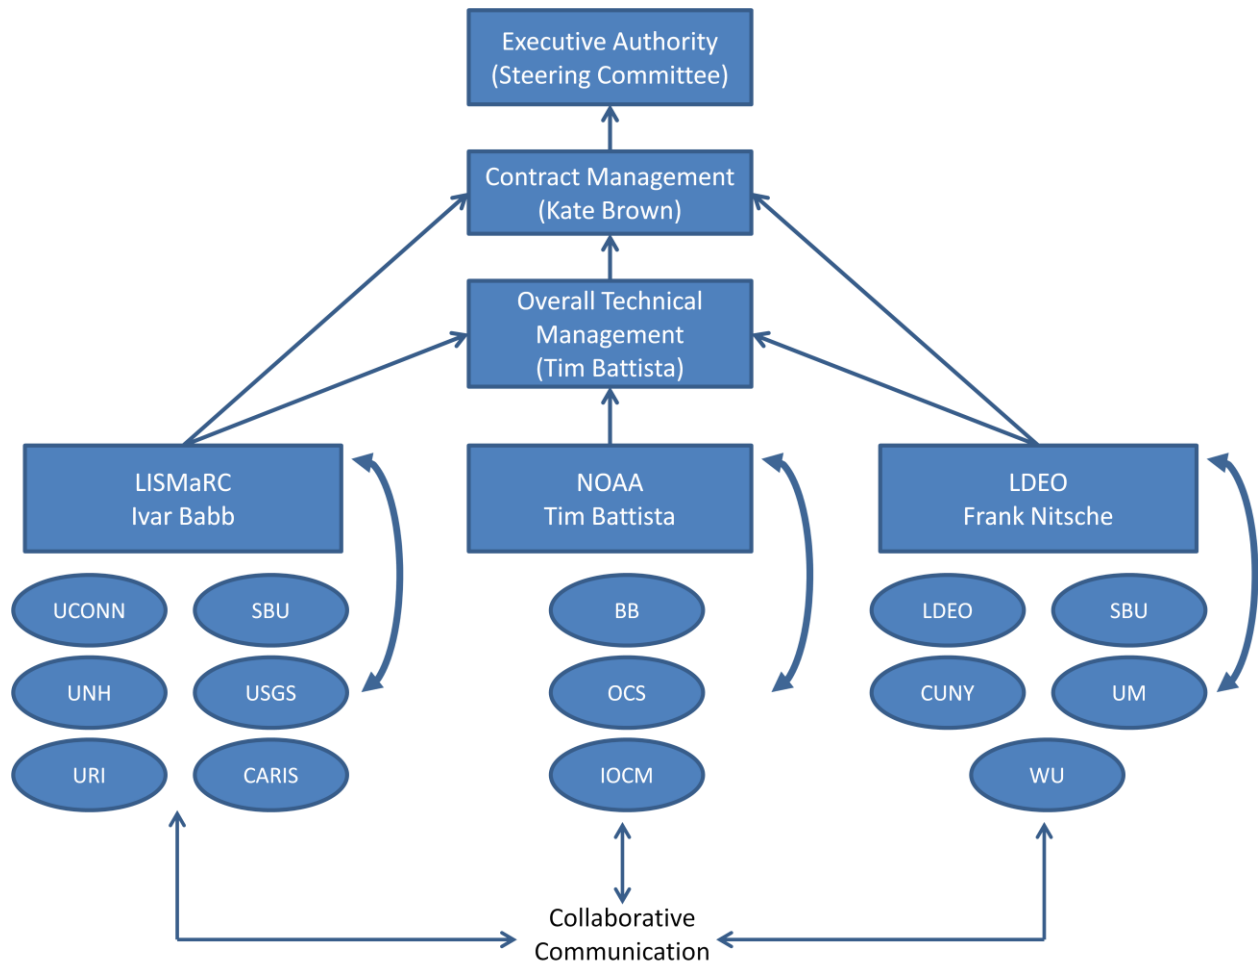 Executive Authority
(Steering Committee)
Contract Management
(Kate Brown)
Overall Technical
Management
(Tim Battista)
LISMaRC
Ivar Babb
NOAA
Tim Battista
LDEO
Frank Nitsche
UCONN
SBU
UNH
USGS
URI
CARIS
BB
OCS
IOCM
LDEO
SBU
CUNY
UM
WU
Collaborative
Communication